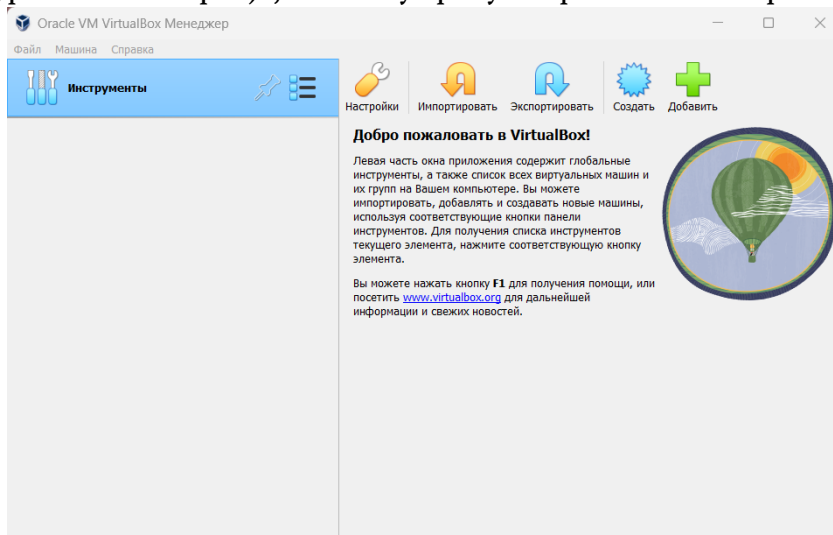 Oracle VM VirtualBox Менеджер
Файл Машина Справка
Инструменты
Настройки Импортировать Экспортировать Создать Добавить
Добро пожаловать в VirtualBox!
Левая часть окна приложения содержит глобальные
инструменты, а также список всех виртуальных машин и
их групп на Вашем компьютере. Вы можете
импортировать, добавлять и создавать новые машины,
используя соответствующие кнопки панели
инструментов. Для получения списка инструментов
текущего элемента, нажмите соответствующую кнопку
элемента.
Вы можете нажать кнопку F1 для получения помощи, или
посетить www.virtualbox.org для дальнейшей
информации и свежих новостей.